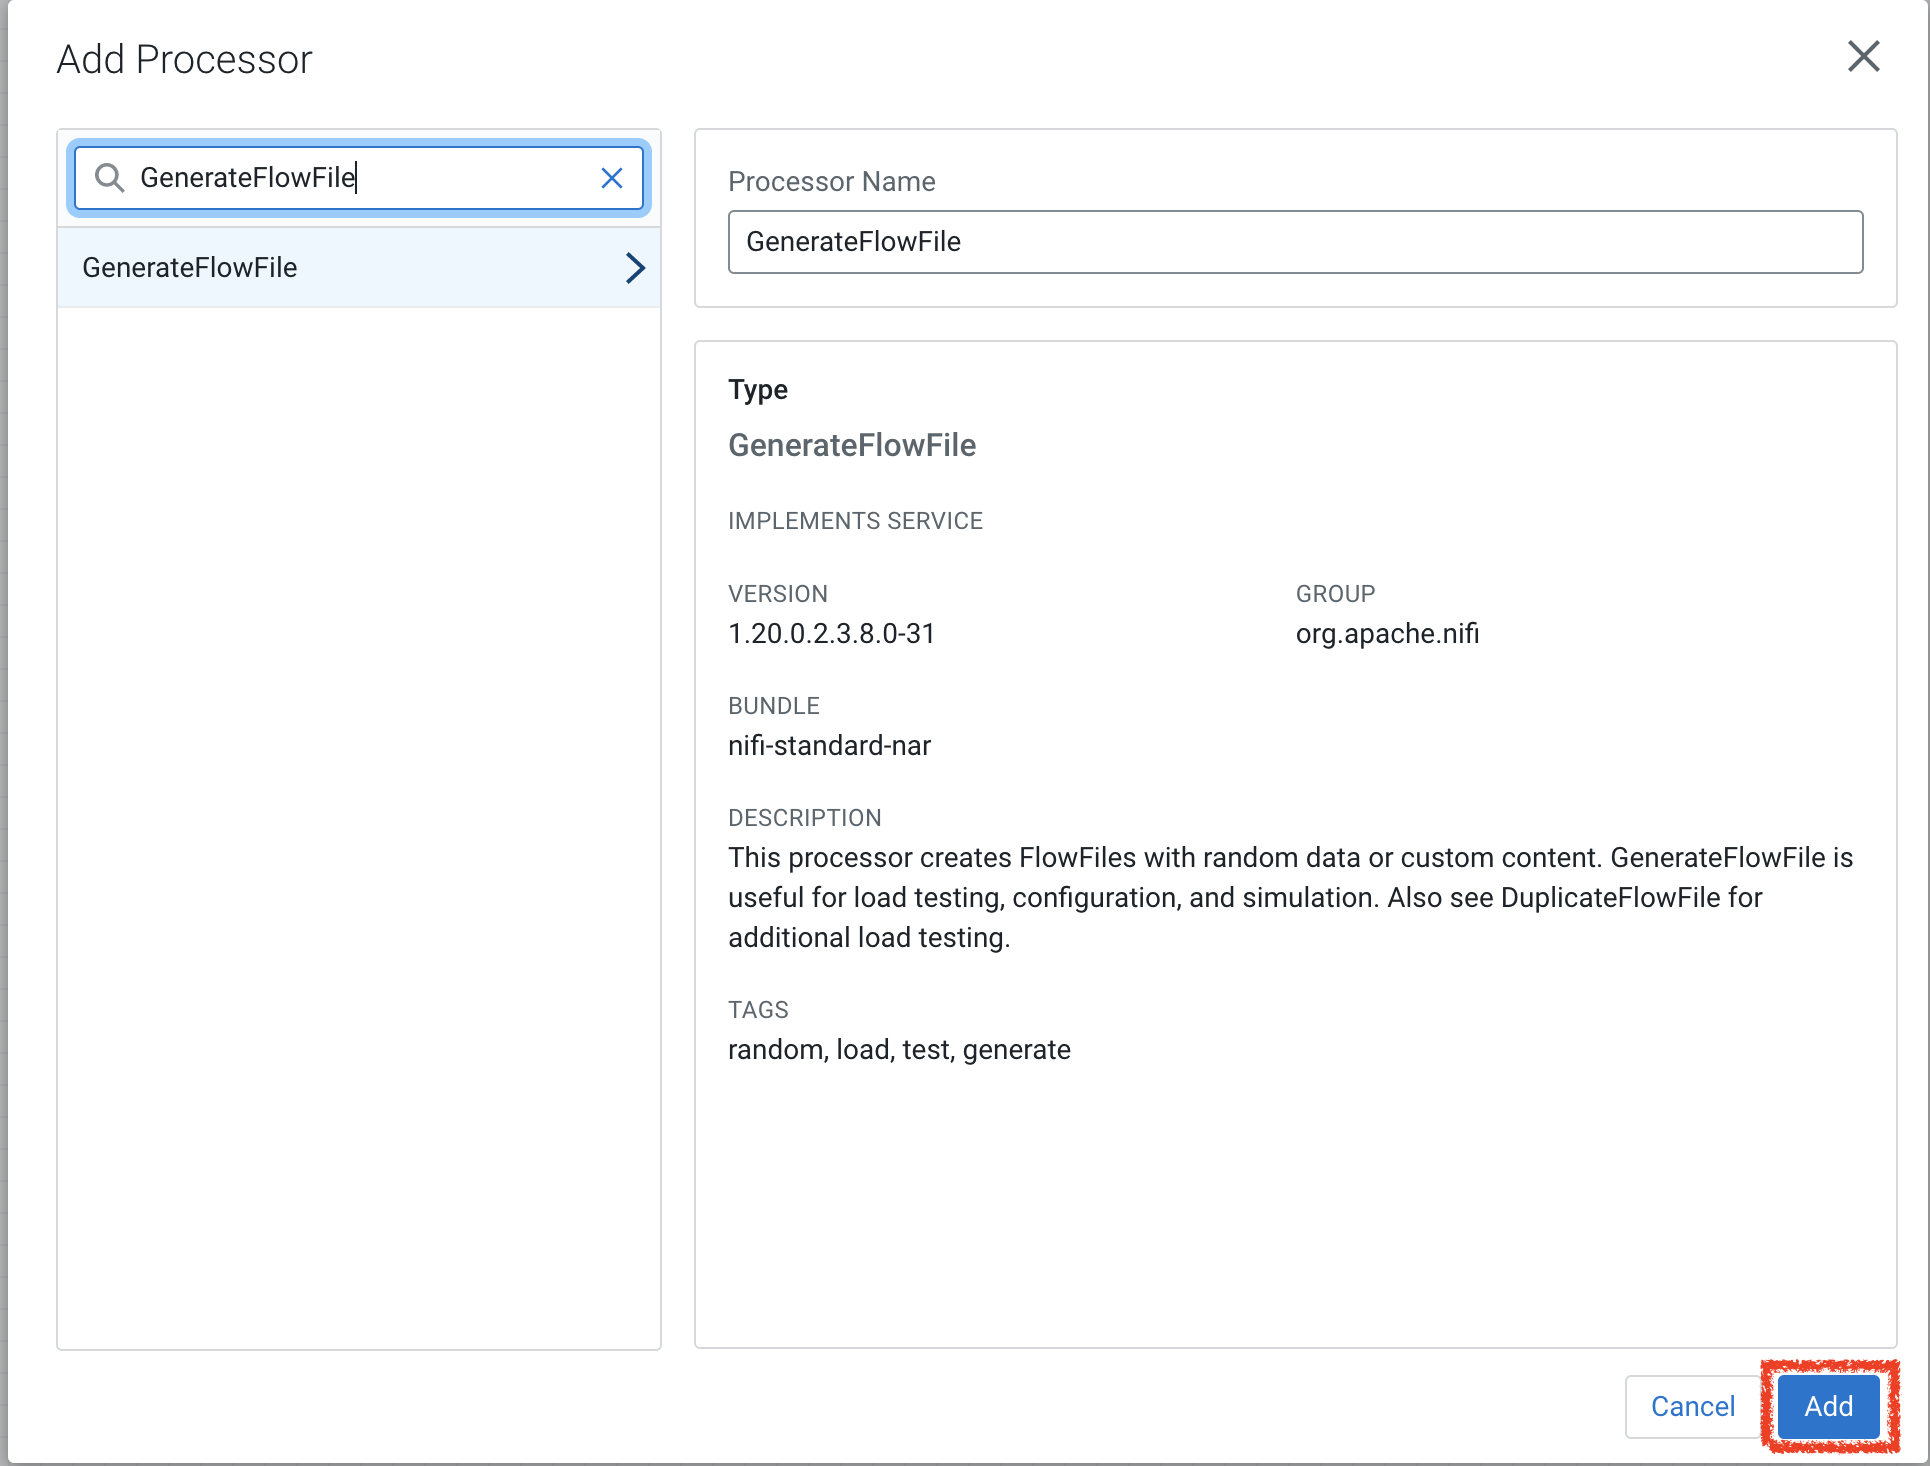 Add Processor
GenerateFlowFile
GenerateFlowFile
Processor Name
GenerateFlowFile
Type
GenerateFlowFile
IMPLEMENTS SERVICE
VERSION
1.20.0.2.3.8.0-31
GROUP
org.apache.nifi
BUNDLE
nifi-standard-nar
DESCRIPTION
This processor creates FlowFiles with random data or custom content. GenerateFlowFile is
useful for load testing, configuration, and simulation. Also see DuplicateFlowFile for
additional load testing.
TAGS
random, load, test, generate
Cancel
Add